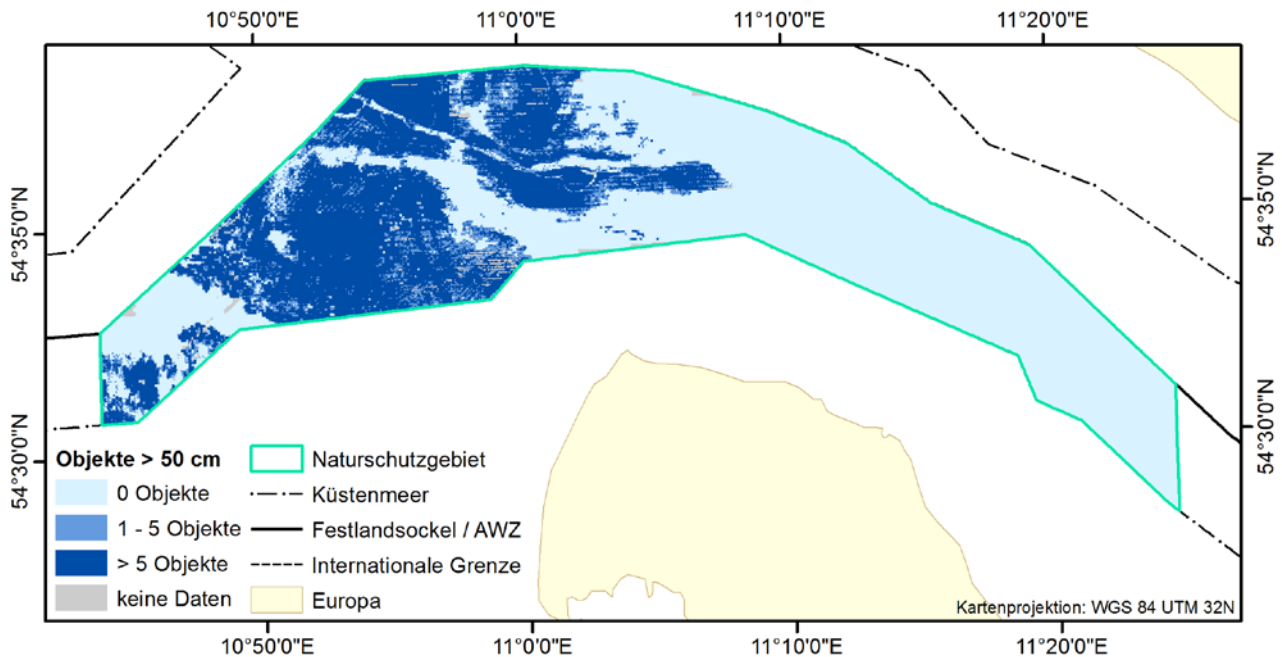 10°50'0"E 11°0'0"E 11°10'0"E 11°20'0"E
54°35'0"N 54°35'0"N
54°30'0"N 54°30'0"N
Objekte > 50 cm
0 Objekte
1 - 5 Objekte
> 5 Objekte
keine Daten
Naturschutzgebiet
Küstenmeer
Festlandsockel / AWZ
Internationale Grenze
Europa
Kartenprojektion: WGS 84 UTM 32N
10°50'0"E 11°0'0"E 11°10'0"E 11°20'0"E